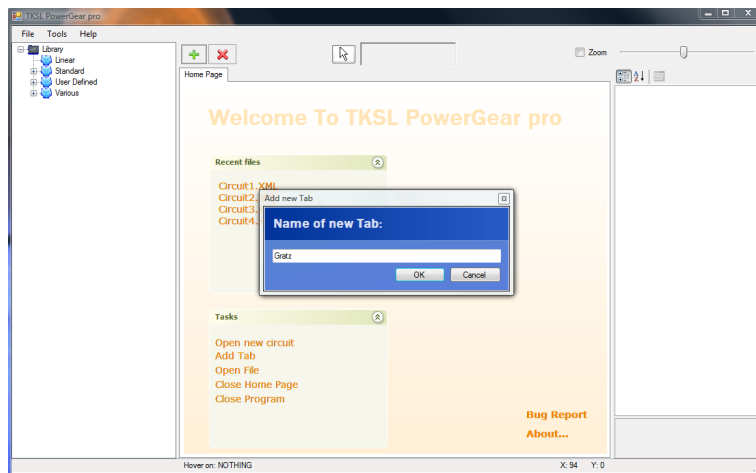 TKSL PowerGear pro
File Tools Help
Library
Linear
Standard
User Defined
Various
Zoom
Home Page
Welcome To TKSL PowerGear pro
Recent files
Circuit1.XML
Circuit2.
Circuit3.
Circuit4.
Add new Tab
Name of new Tab:
Gratz
OK Cancel
Tasks
Open new circuit
Add Tab
Open File
Close Home Page
Close Program
Bug Report
About...
Hover on: NOTHING X: 94 Y: 0